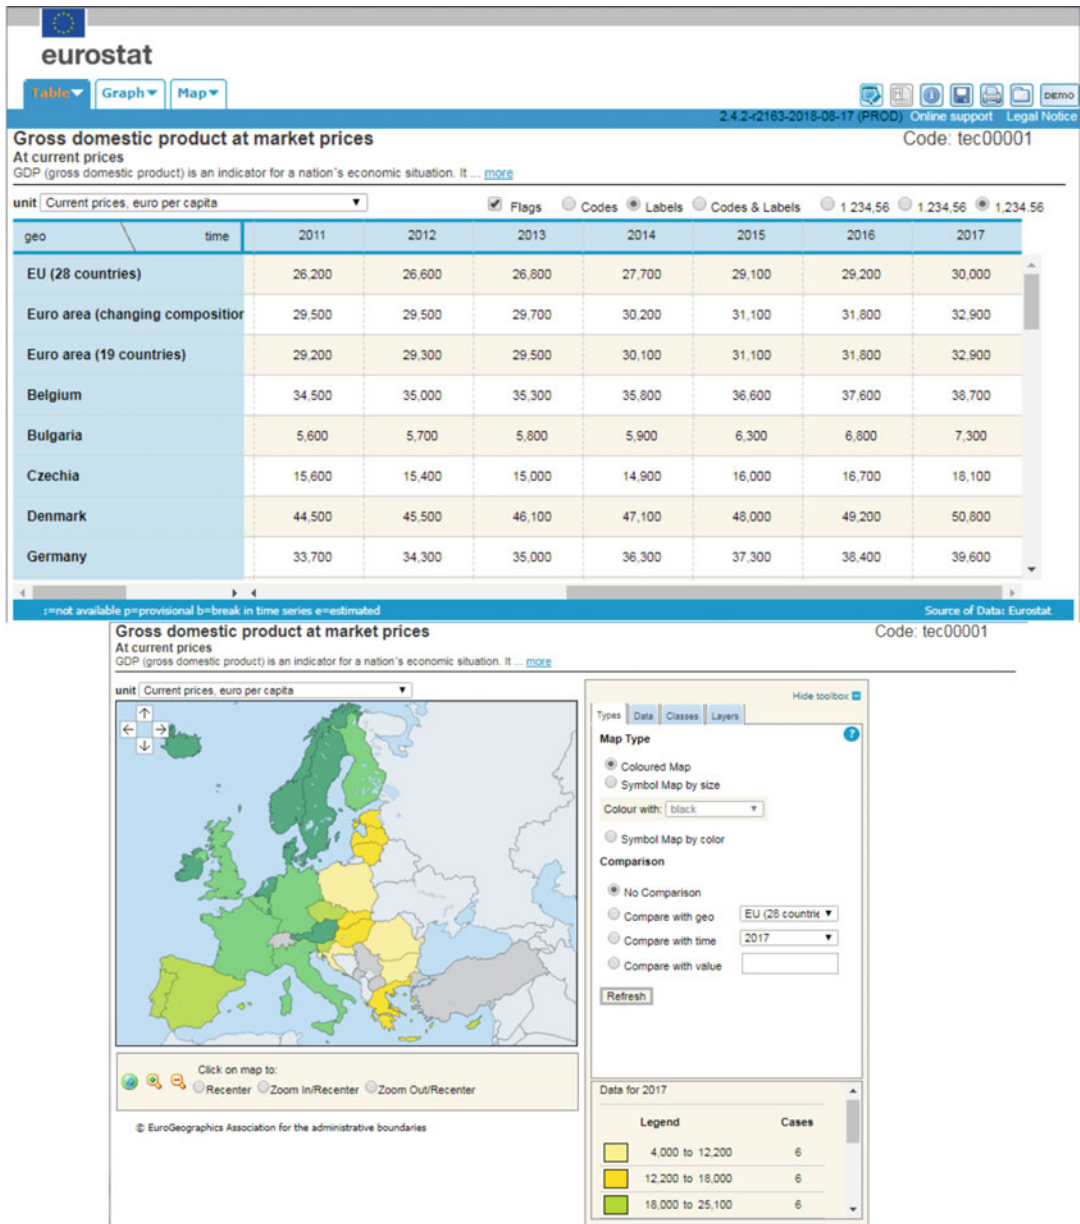 eurostat
Table Graph Map
DEMO
2.4.2-r2163-2018-08-17 (PROD) Online support Legal Notice
Gross domestic product at market prices Code: tec00001
At current prices
GDP (gross domestic product) is an indicator for a nation´s economic situation. It ... more
unit Current prices, euro per capita Flags Codes Labels Codes & Labels 1 234,56 1.234,56 1,234.56
geo time 2011 2012 2013 2014 2015 2016 2017
EU (28 countries) 26,200 26,600 26,800 27,700 29,100 29,200 30,000
Euro area (changing composition 29,500 29,500 29,700 30,200 31,100 31,800 32,900
Euro area (19 countries) 29,200 29,300 29,500 30,100 31,100 31,800 32,900
Belgium 34,500 35,000 35,300 35,800 36,600 37,600 38,700
Bulgaria 5,600 5,700 5,800 5,900 6,300 6,800 7,300
Czechia 15,600 15,400 15,000 14,900 16,000 16,700 18,100
Denmark 44,500 45,500 46,100 47,100 48,000 49,200 50,800
Germany 33,700 34,300 35,000 36,300 37,300 38,400 39,600
:=not available p=provisional b=break in time series e=estimated Source of Data: Eurostat
Gross domestic product at market prices Code: tec00001
At current prices
GDP (gross domestic product) is an indicator for a nation´s economic situation. It ... more
unit Current prices, euro per capita
Hide toolbox
Types Data Classes Layers
Map Type ?
Coloured Map
Symbol Map by size
Colour with: black
Symbol Map by color
Comparison
No Comparison
Compare with geo EU (28 countrie
Compare with time 2017
Compare with value
Refresh
Click on map to:
Recenter Zoom In/Recenter Zoom Out/Recenter
© EuroGeographics Association for the administrative boundaries
Data for 2017
Legend Cases
4,000 to 12,200 6
12,200 to 18,000 6
18,000 to 25,100 6